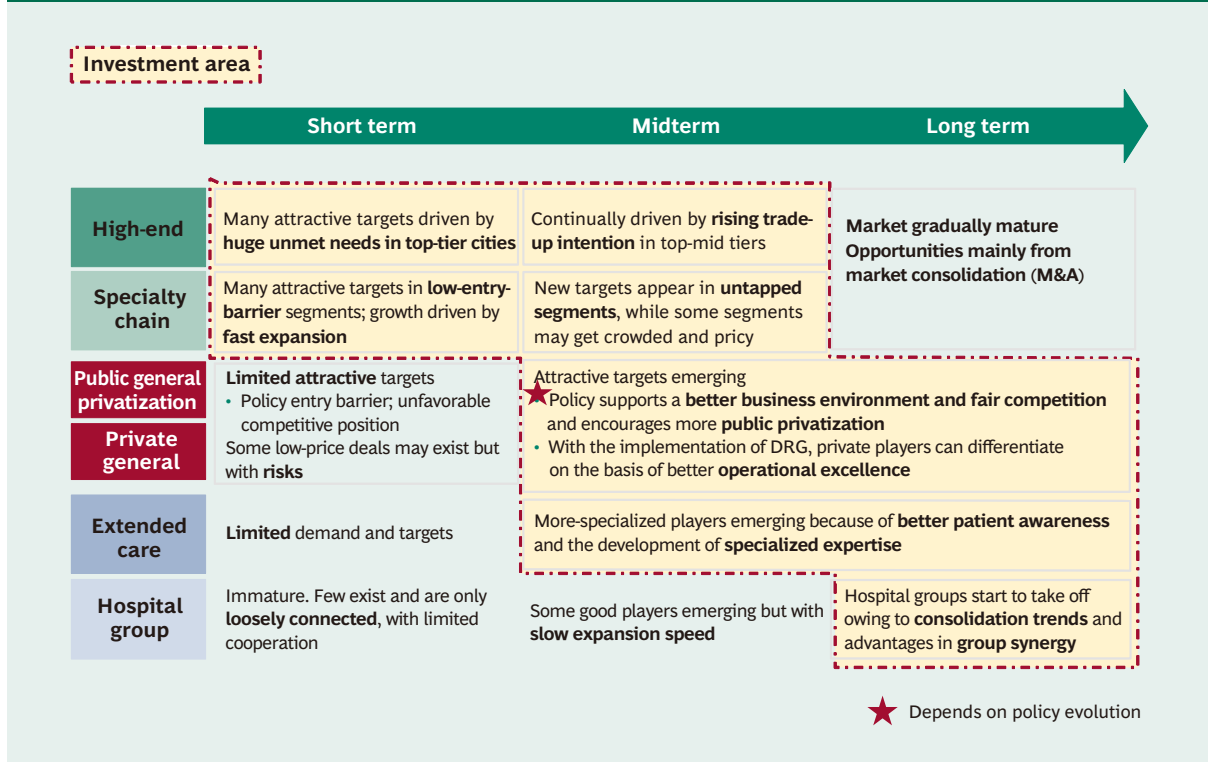 Investment area
Short term
Midterm
Long term
High-end
Many attractive targets driven by
huge unmet needs in top-tier cities
Continually driven by rising trade-
up intention in top-mid tiers
Market gradually mature
Opportunities mainly from
market consolidation (M&A)
Specialty
chain
Many attractive targets in low-entry-
barrier segments; growth driven by
fast expansion
New targets appear in untapped
segments, while some segments
may get crowded and pricy
Public general
privatization
Private
general
Limited attractive targets
• Policy entry barrier; unfavorable
competitive position
Some low-price deals may exist but
with risks
Attractive targets emerging
• Policy supports a better business environment and fair competition
and encourages more public privatization
• With the implementation of DRG, private players can differentiate
on the basis of better operational excellence
Extended
care
Limited demand and targets
More-specialized players emerging because of better patient awareness
and the development of specialized expertise
Hospital
group
Immature. Few exist and are only
loosely connected, with limited
cooperation
Some good players emerging but with
slow expansion speed
Hospital groups start to take off
owing to consolidation trends and
advantages in group synergy
Depends on policy evolution